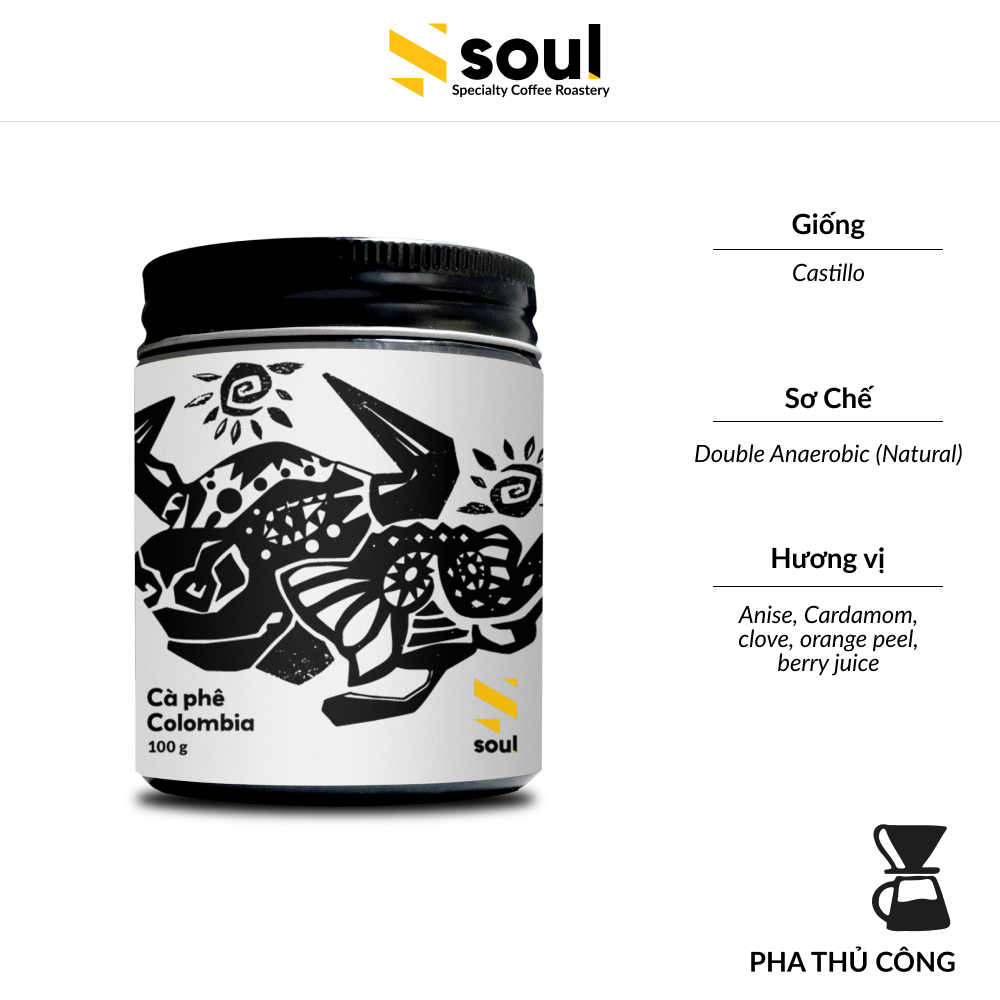 soul
Specialty Coffee Roastery
Giống
Castillo
Sơ Chế
Double Anaerobic (Natural)
Hương vị
Anise, Cardamom,
clove, orange peel,
berry juice
Cà phê
Colombia
100 g
soul
PHA THỦ CÔNG